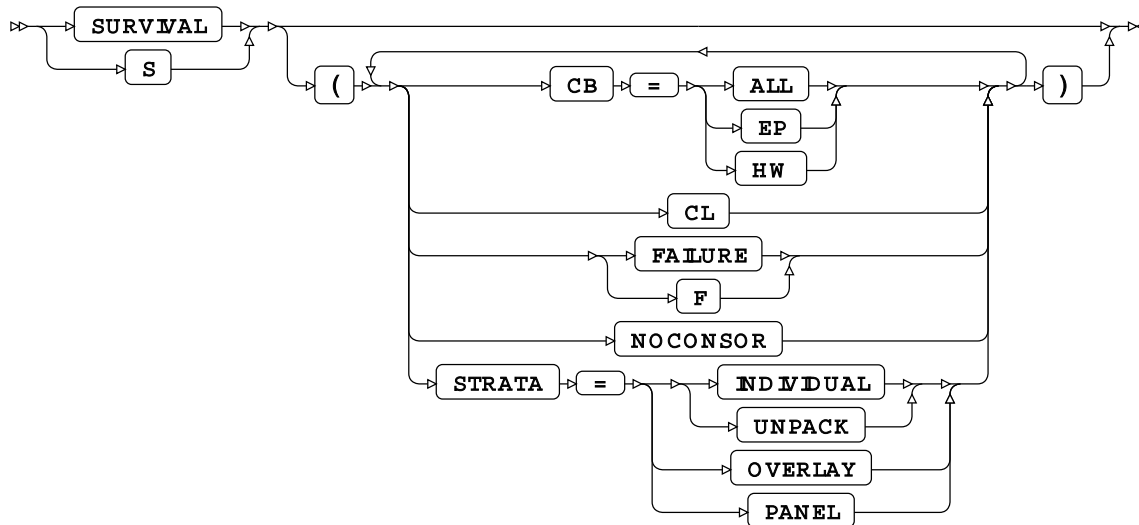 SURVIVAL
S
( CB = ALL )
EP
HW
CL
FAILURE
F
NOCONSOR
STRATA = INDIVIDUAL
UNPACK
OVERLAY
PANEL